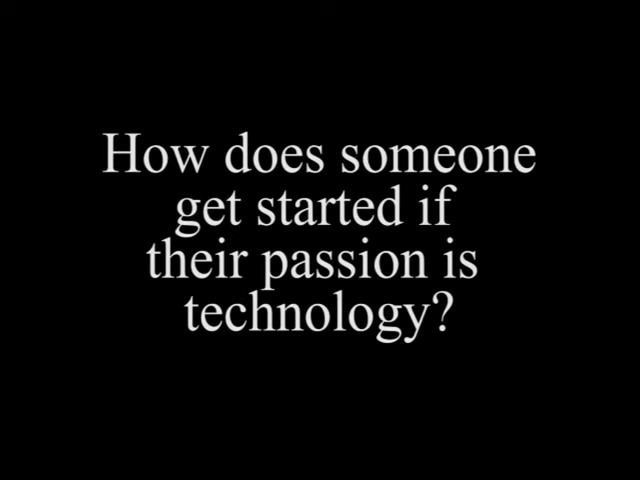 How does someone
get started if
their passion is
technology?